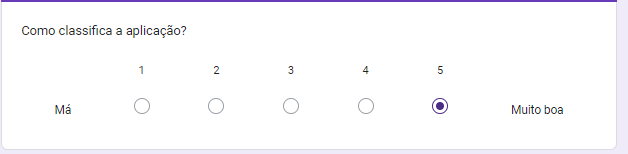 Como classifica a aplicação?
1 2 3 4 5
Má Muito boa